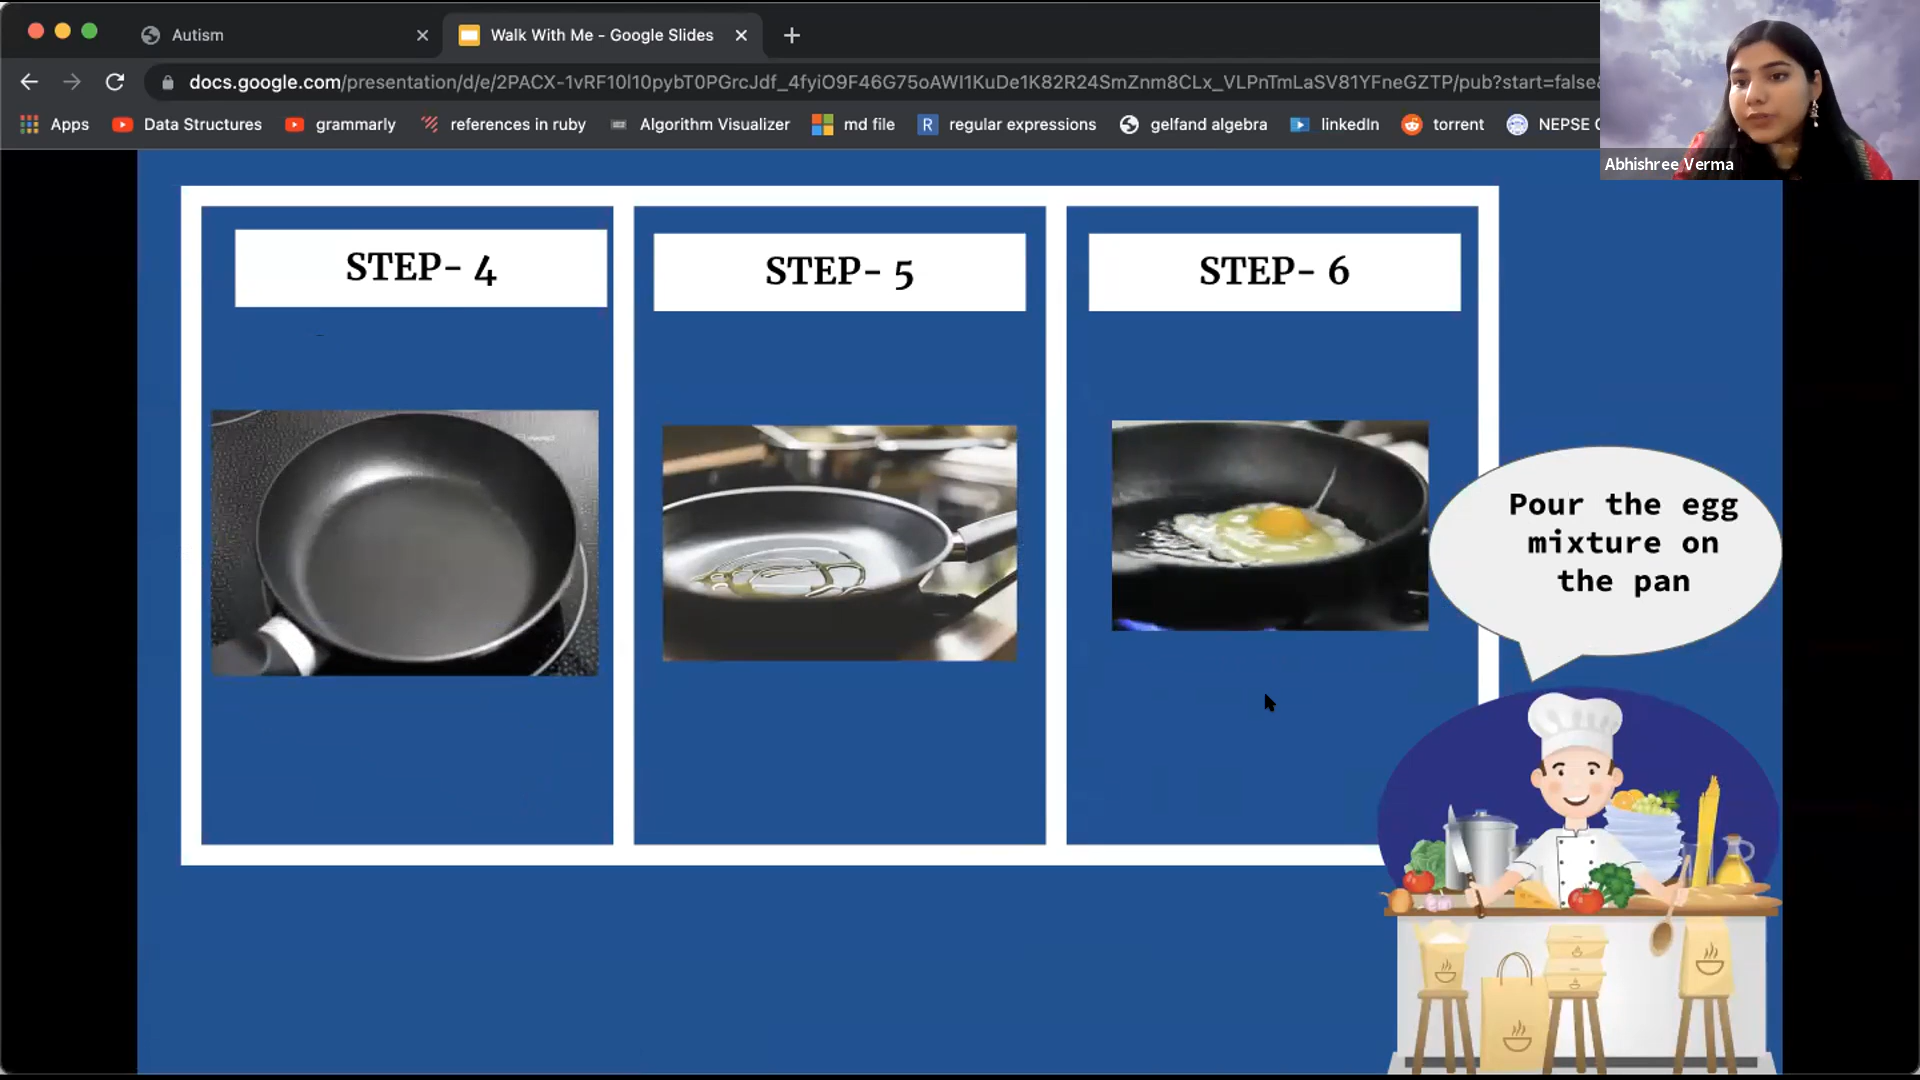 Autism
Walk With Me - Google Slides
docs.google.com/presentation/d/e/2PACX-1vRF10l10pybT0PGrcJdf_4fyiO9F46G75oAWI1KuDe1K82R24SmZnm8CLx_VLPnTmLaSV81YFneGZTP/pub?start=false
Apps Data Structures grammarly references in ruby Algorithm Visualizer md file regular expressions gelfand algebra linkedIn torrent NEPSE
Abhishree Verma
STEP- 4
STEP- 5
STEP- 6
Pour the egg
mixture on
the pan